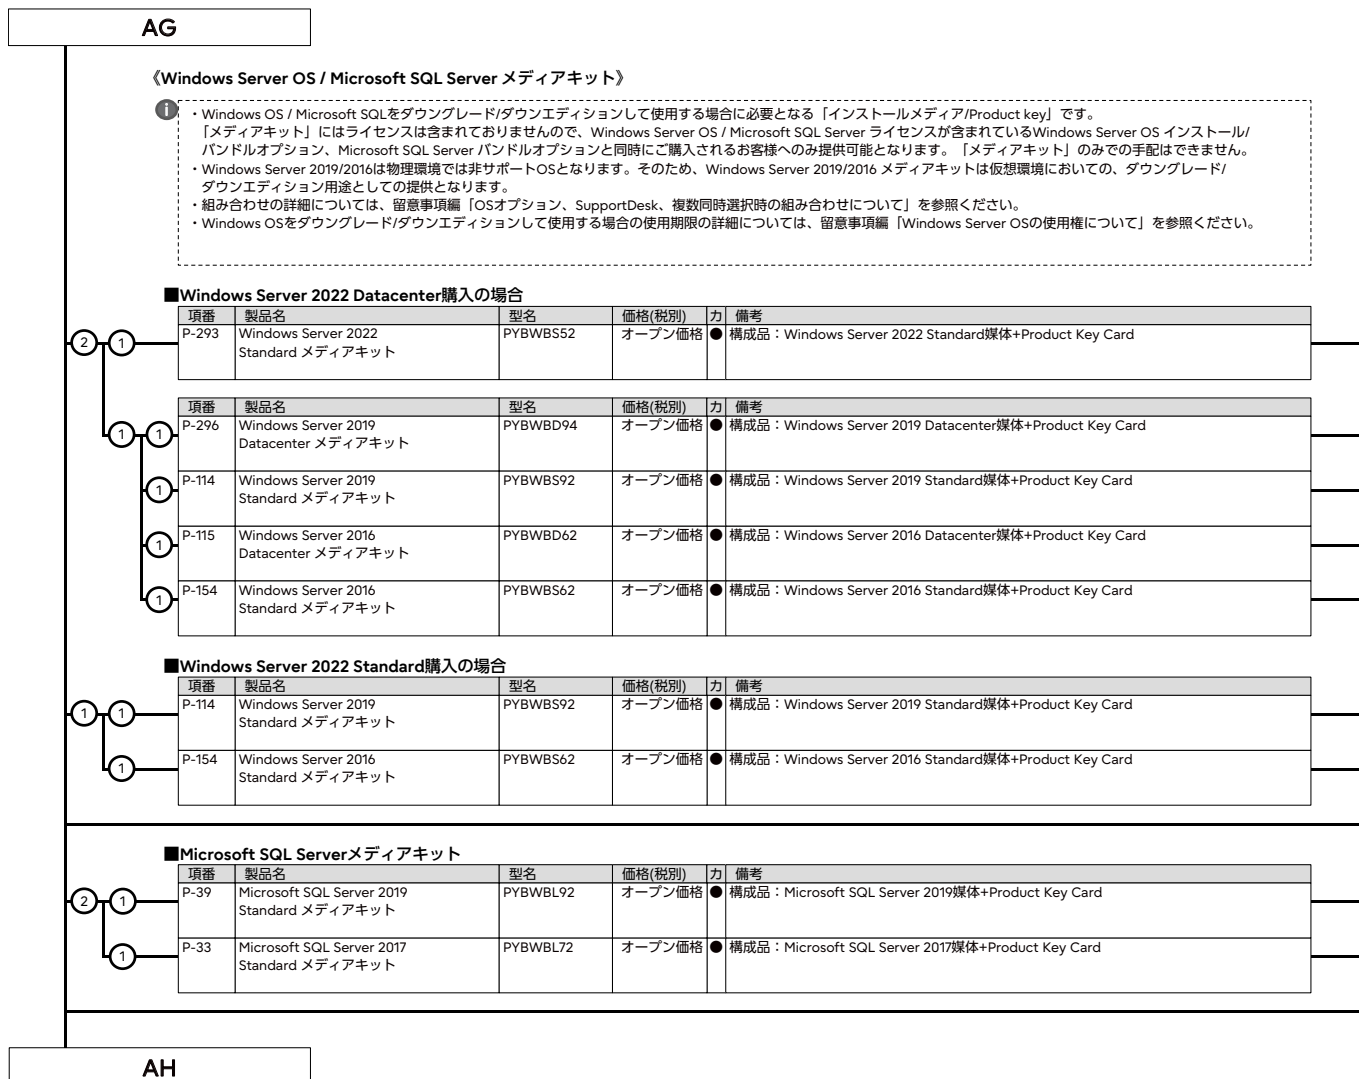 AG
《Windows Server OS / Microsoft SQL Server メディアキット》
i
・Windows OS / Microsoft SQLをダウングレード/ダウンエディションして使用する場合に必要となる「インストールメディア/Product key」です。
「メディアキット」にはライセンスは含まれておりませんので、Windows Server OS / Microsoft SQL Server ライセンスが含まれているWindows Server OS インストール/
バンドルオプション、Microsoft SQL Server バンドルオプションと同時にご購入されるお客様へのみ提供可能となります。「メディアキット」のみでの手配はできません。
・Windows Server 2019/2016は物理環境では非サポートOSとなります。そのため、Windows Server 2019/2016 メディアキットは仮想環境においての、ダウングレード/
ダウンエディション用途としての提供となります。
・組み合わせの詳細については、留意事項編「OSオプション、SupportDesk、複数同時選択時の組み合わせについて」を参照ください。
・Windows OSをダウングレード/ダウンエディションして使用する場合の使用期限の詳細については、留意事項編「Windows Server OSの使用権について」を参照ください。
■Windows Server 2022 Datacenter購入の場合
項番 製品名 型名 価格(税別) カ 備考
2 1 P-293 Windows Server 2022 PYBWBS52 オープン価格 ● 構成品：Windows Server 2022 Standard媒体+Product Key Card
Standard メディアキット
項番 製品名 型名 価格(税別) カ 備考
1 1 P-296 Windows Server 2019 PYBWBD94 オープン価格 ● 構成品：Windows Server 2019 Datacenter媒体+Product Key Card
Datacenter メディアキット
1 P-114 Windows Server 2019 PYBWBS92 オープン価格 ● 構成品：Windows Server 2019 Standard媒体+Product Key Card
Standard メディアキット
1 P-115 Windows Server 2016 PYBWBD62 オープン価格 ● 構成品：Windows Server 2016 Datacenter媒体+Product Key Card
Datacenter メディアキット
1 P-154 Windows Server 2016 PYBWBS62 オープン価格 ● 構成品：Windows Server 2016 Standard媒体+Product Key Card
Standard メディアキット
■Windows Server 2022 Standard購入の場合
項番 製品名 型名 価格(税別) カ 備考
1 1 P-114 Windows Server 2019 PYBWBS92 オープン価格 ● 構成品：Windows Server 2019 Standard媒体+Product Key Card
Standard メディアキット
1 P-154 Windows Server 2016 PYBWBS62 オープン価格 ● 構成品：Windows Server 2016 Standard媒体+Product Key Card
Standard メディアキット
■Microsoft SQL Serverメディアキット
項番 製品名 型名 価格(税別) カ 備考
2 1 P-39 Microsoft SQL Server 2019 PYBWBL92 オープン価格 ● 構成品：Microsoft SQL Server 2019媒体+Product Key Card
Standard メディアキット
1 P-33 Microsoft SQL Server 2017 PYBWBL72 オープン価格 ● 構成品：Microsoft SQL Server 2017媒体+Product Key Card
Standard メディアキット
AH